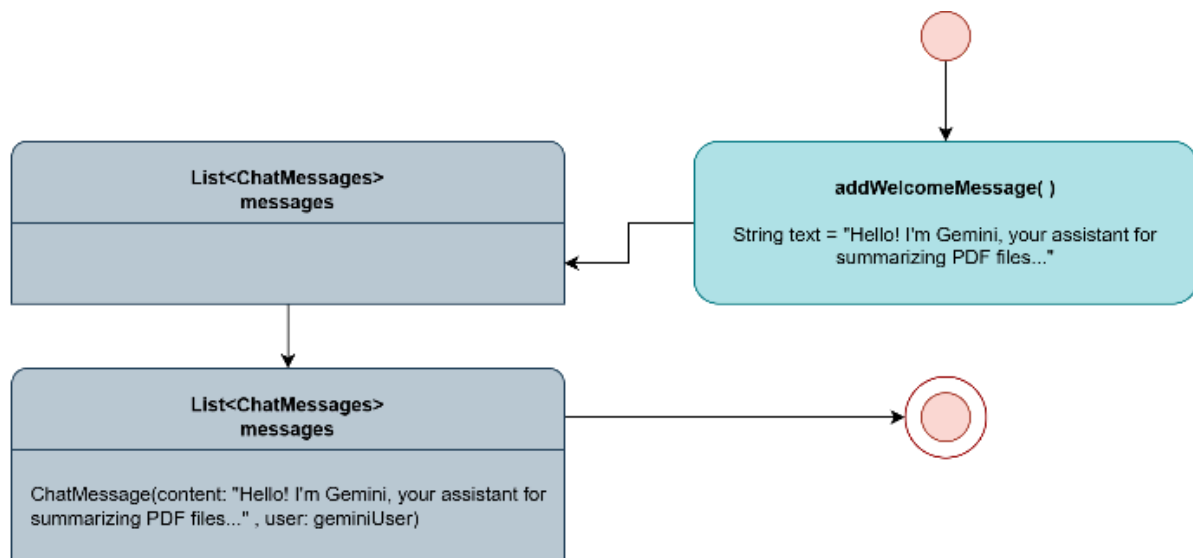 List<ChatMessages>
messages
addWelcomeMessage( )
String text = "Hello! I'm Gemini, your assistant for
summarizing PDF files..."
List<ChatMessages>
messages
ChatMessage(content: "Hello! I'm Gemini, your assistant for
summarizing PDF files..." , user: geminiUser)